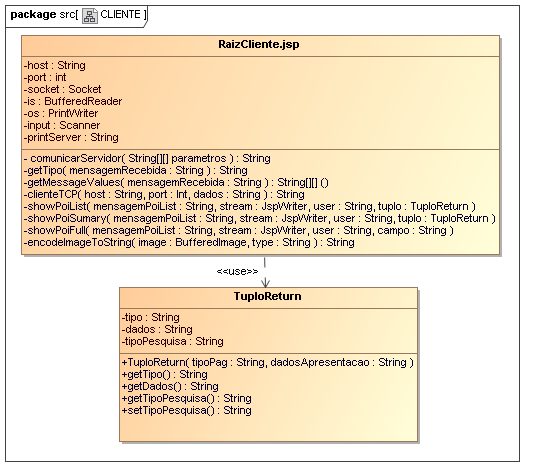 package src[ CLIENTE ]
RaizCliente.jsp
-host : String
-port : int
-socket : Socket
-is : BufferedReader
-os : PrintWriter
-input : Scanner
-printServer : String
- comunicarServidor( String[][] parametros ) : String
-getTipo( mensagemRecebida : String ) : String
-getMessageValues( mensagemRecebida : String ) : String[][] ()
-clienteTCP( host : String, port : Int, dados : String ) : String
-showPoiList( mensagemPoiList : String, stream : JspWriter, user : String, tuplo : TuploReturn )
-showPoiSumary( mensagemPoiList : String, stream : JspWriter, user : String, tuplo : TuploReturn )
-showPoiFull( mensagemPoiList : String, stream : JspWriter, user : String, campo : String )
-encodeImageToString( image : BufferedImage, type : String ) : String
<<use>>
TuploReturn
-tipo : String
-dados : String
-tipoPesquisa : String
+TuploReturn( tipoPag : String, dadosApresentacao : String )
+getTipo() : String
+getDados() : String
+getTipoPesquisa() : String
+setTipoPesquisa() : String